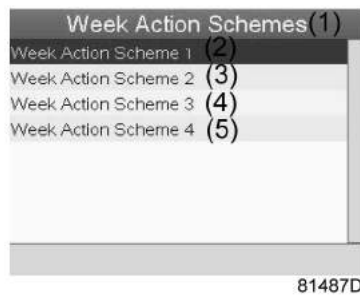 Week Action Schemes(1)
Week Action Scheme 1 (2)
Week Action Scheme 2 (3)
Week Action Scheme 3 (4)
Week Action Scheme 4 (5)
81487D